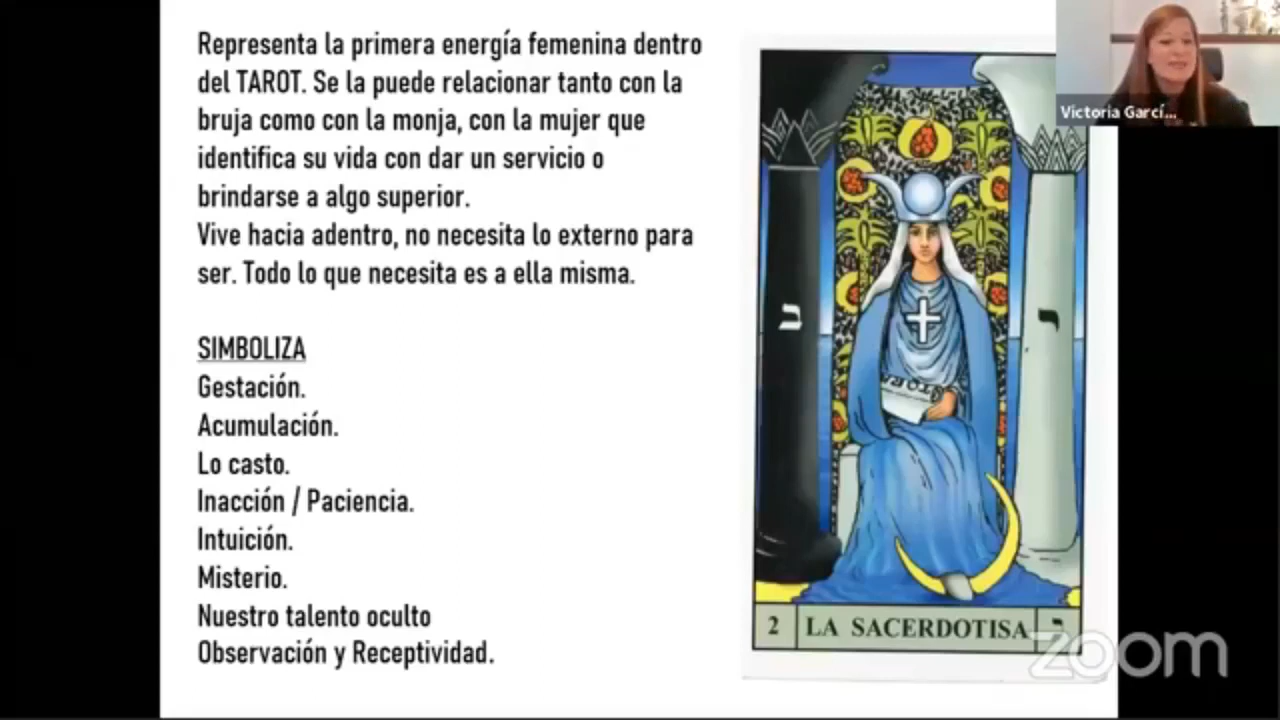 Representa la primera energía femenina dentro
del TAROT. Se la puede relacionar tanto con la
bruja como con la monja, con la mujer que
identifica su vida con dar un servicio o
brindarse a algo superior.
Vive hacia adentro, no necesita lo externo para
ser. Todo lo que necesita es a ella misma.
SIMBOLIZA
Gestación.
Acumulación.
Lo casto.
Inacción / Paciencia.
Intuición.
Misterio.
Nuestro talento oculto
Observación y Receptividad.
Victoria Garcí...
ב
2 LA SACERDOTISA
zoom